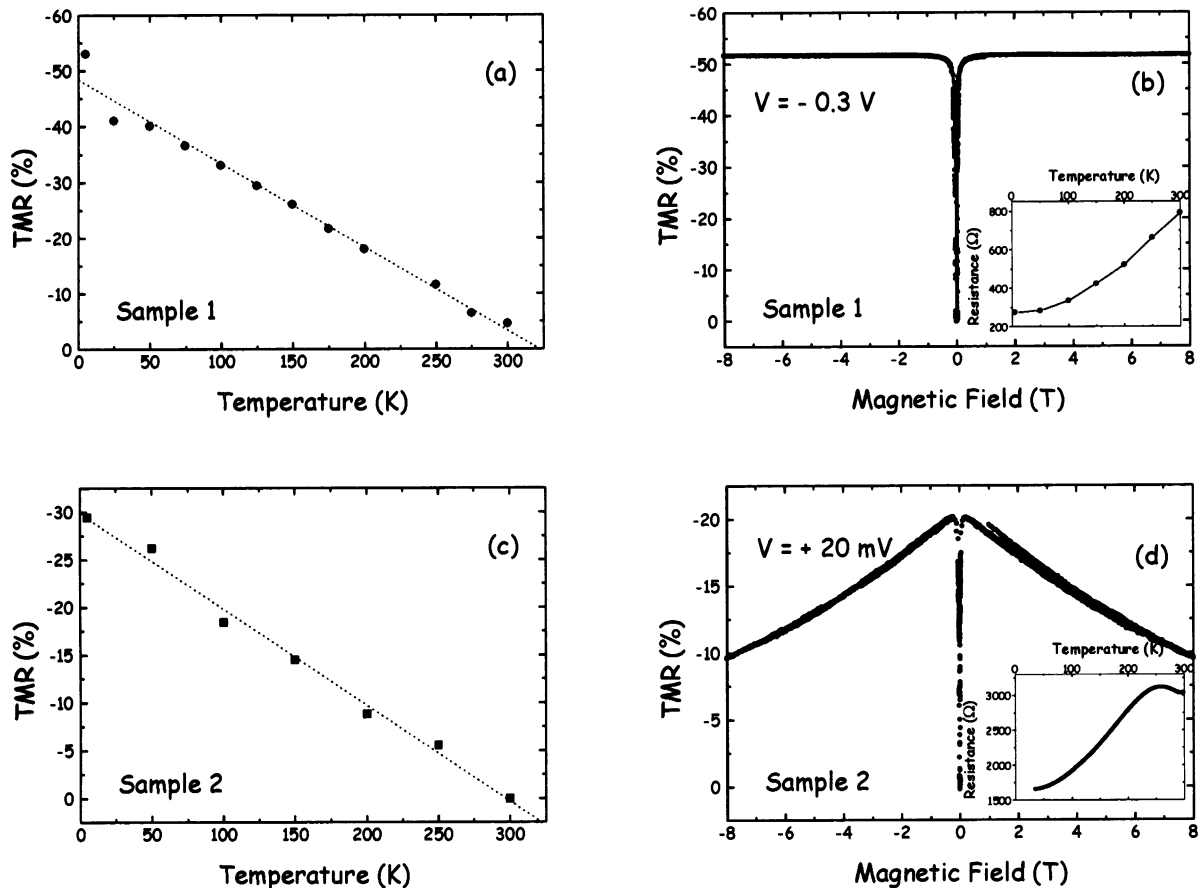 -60
-50
-40
-30
-20
-10
0
TMR (%)
(a)
Sample 1
0 50 100 150 200 250 300
Temperature (K)
-60
-50
-40
-30
-20
-10
0
TMR (%)
V = - 0.3 V
(b)
Sample 1
Temperature (K)
0 100 200 300
800
600
400
200
Resistance (Ω)
-8 -6 -4 -2 0 2 4 6 8
Magnetic Field (T)
-30
-25
-20
-15
-10
-5
0
TMR (%)
(c)
Sample 2
0 50 100 150 200 250 300
Temperature (K)
-20
-15
-10
-5
0
TMR (%)
V = + 20 mV
(d)
Sample 2
Temperature (K)
0 100 200 300
3000
2500
2000
1500
Resistance (Ω)
-8 -6 -4 -2 0 2 4 6 8
Magnetic Field (T)